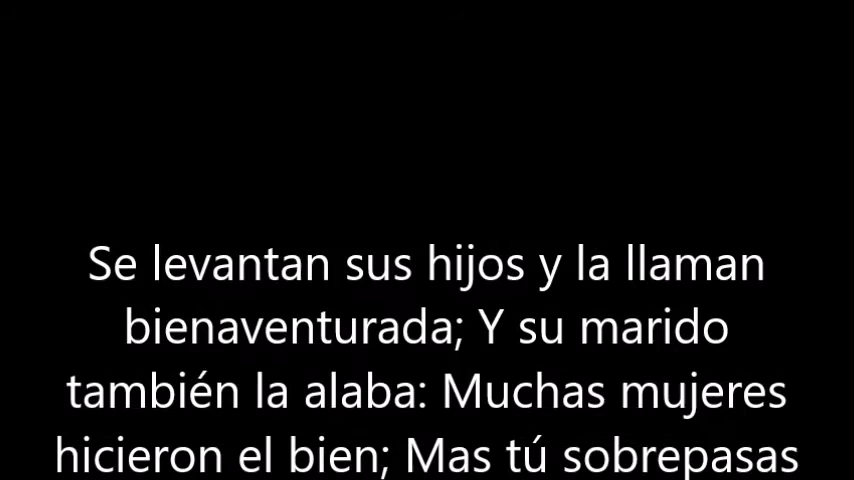 Se levantan sus hijos y la llaman
bienaventurada; Y su marido
también la alaba: Muchas mujeres
hicieron el bien; Mas tú sobrepasas